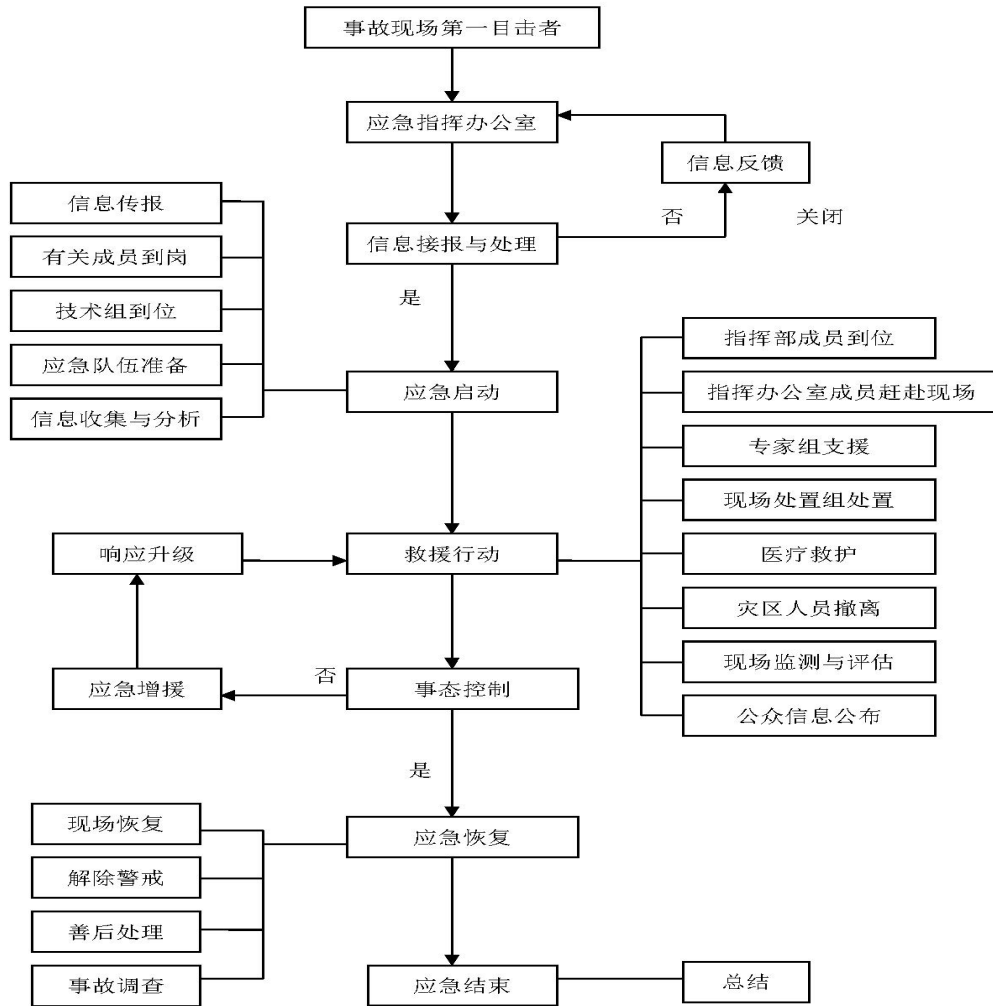 事故现场第一目击者
应急指挥办公室
信息反馈
信息传报
否
关闭
信息接报与处理
有关成员到岗
是
技术组到位
指挥部成员到位
应急队伍准备
应急启动
指挥办公室成员赶赴现场
信息收集与分析
专家组支援
现场处置组处置
响应升级
救援行动
医疗救护
灾区人员撤离
现场监测与评估
应急增援
否
事态控制
公众信息公布
是
现场恢复
应急恢复
解除警戒
善后处理
事故调查
应急结束
总结